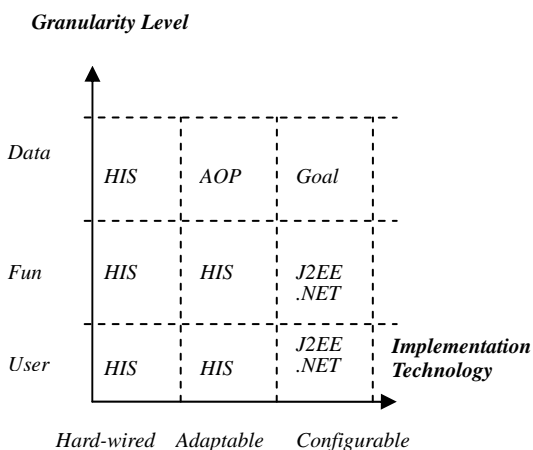 Granularity Level
Data
HIS AOP Goal
Fun
HIS HIS J2EE
.NET
User
HIS HIS J2EE
.NET
Implementation
Technology
Hard-wired Adaptable Configurable